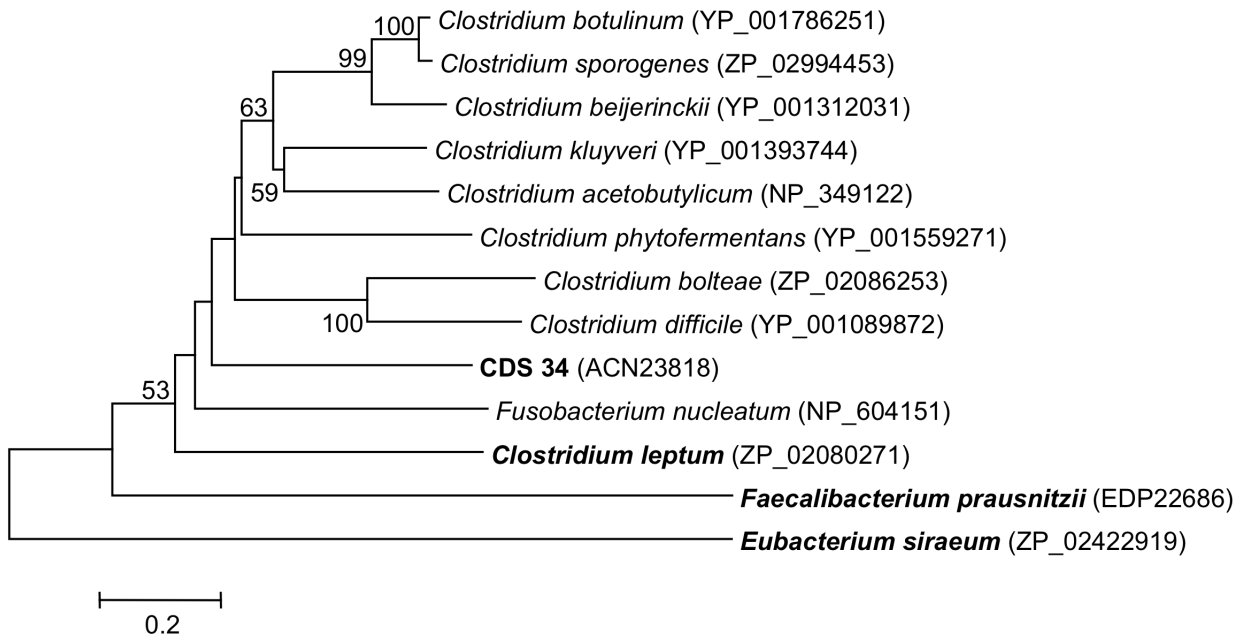 100 Clostridium botulinum (YP_001786251)
99 Clostridium sporogenes (ZP_02994453)
63 Clostridium beijerinckii (YP_001312031)
Clostridium kluyveri (YP_001393744)
59 Clostridium acetobutylicum (NP_349122)
Clostridium phytofermentans (YP_001559271)
Clostridium bolteae (ZP_02086253)
100 Clostridium difficile (YP_001089872)
CDS 34 (ACN23818)
53 Fusobacterium nucleatum (NP_604151)
Clostridium leptum (ZP_02080271)
Faecalibacterium prausnitzii (EDP22686)
Eubacterium siraeum (ZP_02422919)
0.2